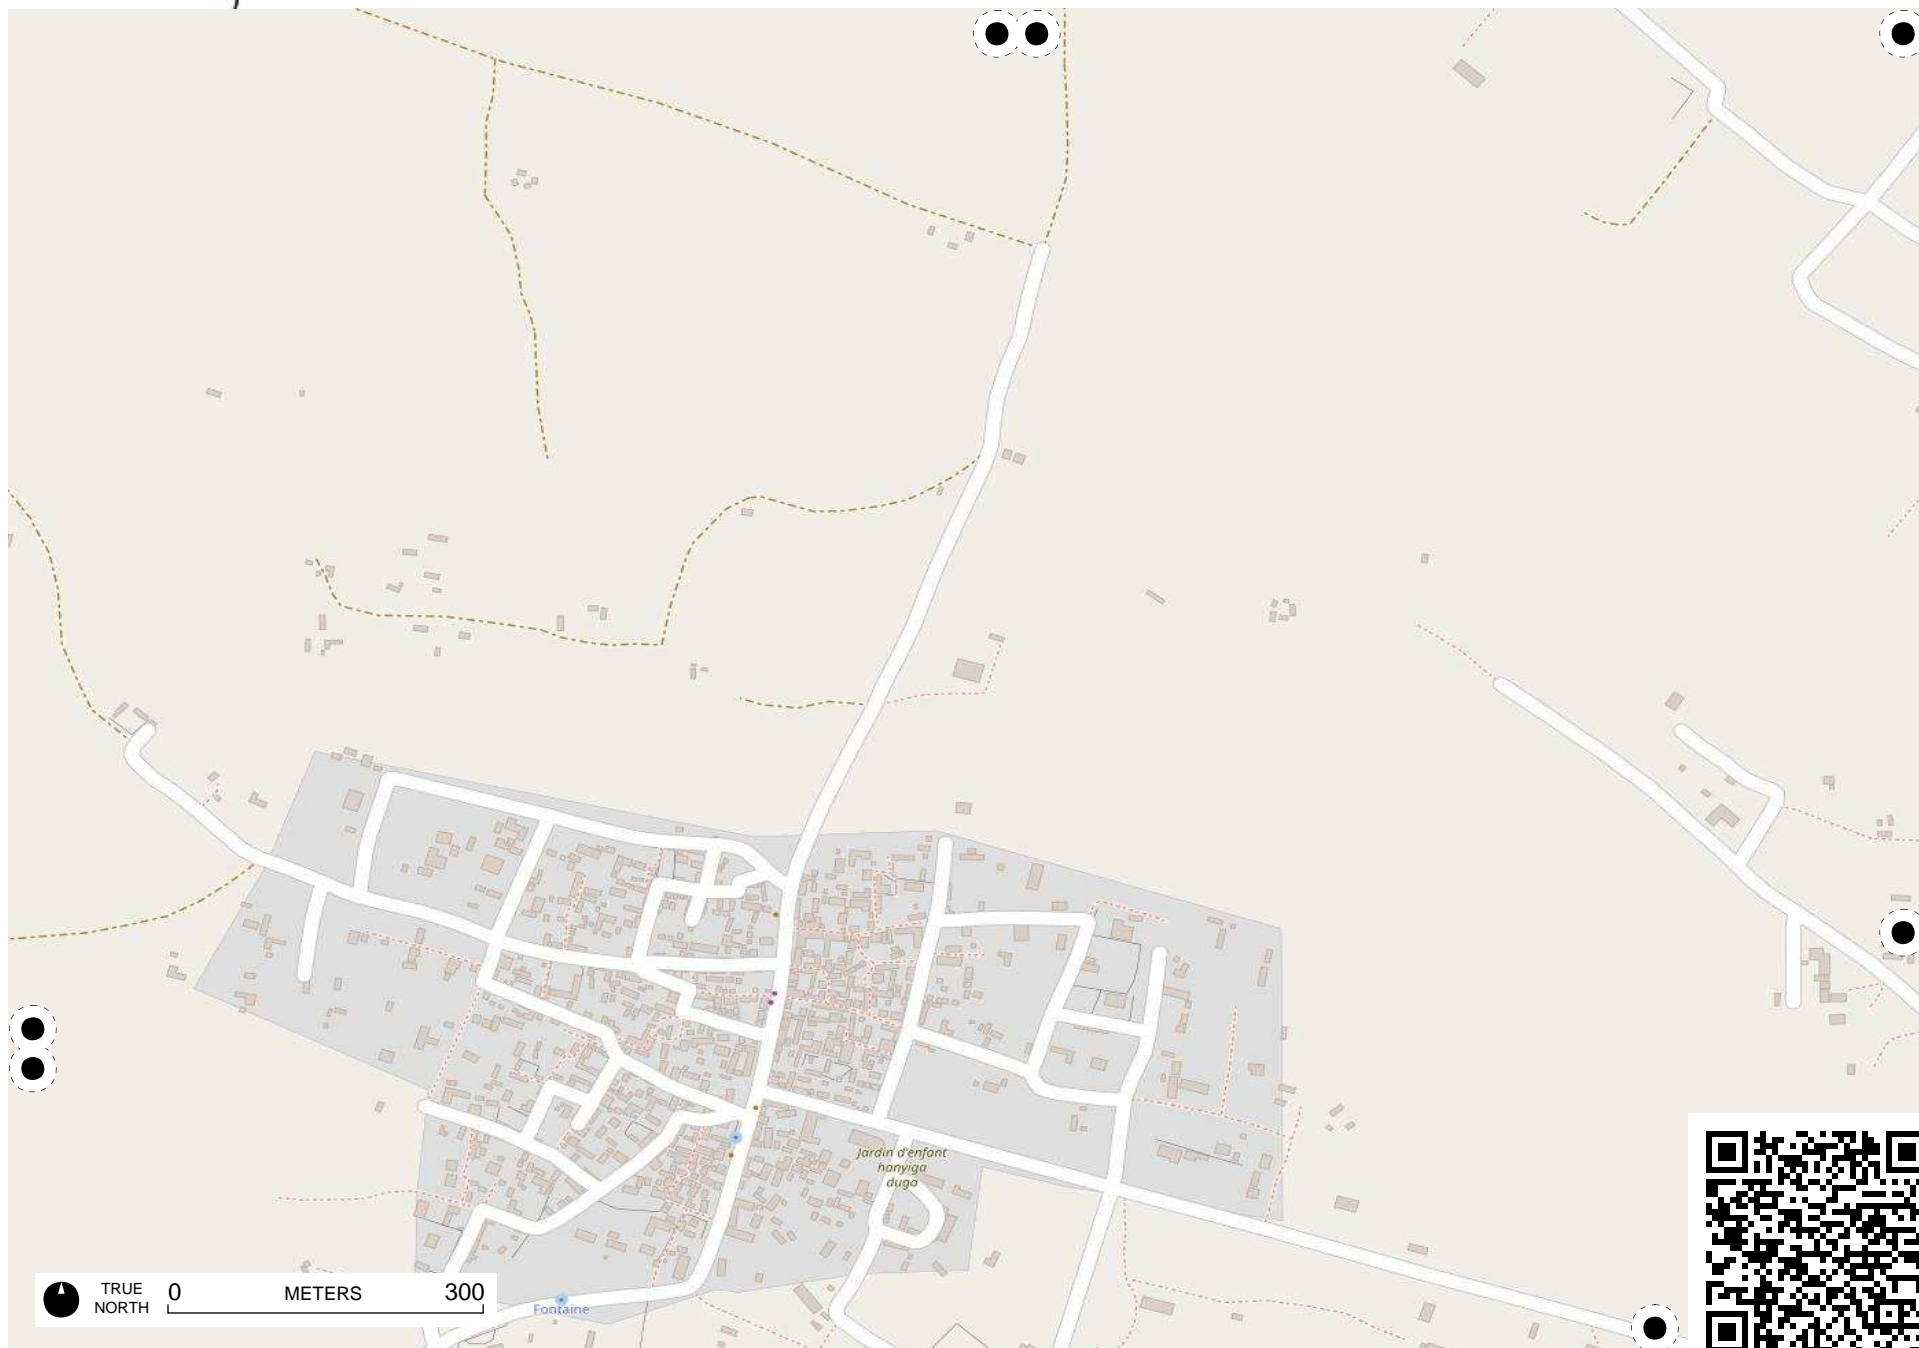 Jardin d'enfant
hanyiga
duga
TRUE
NORTH
0
METERS
300
Fontaine